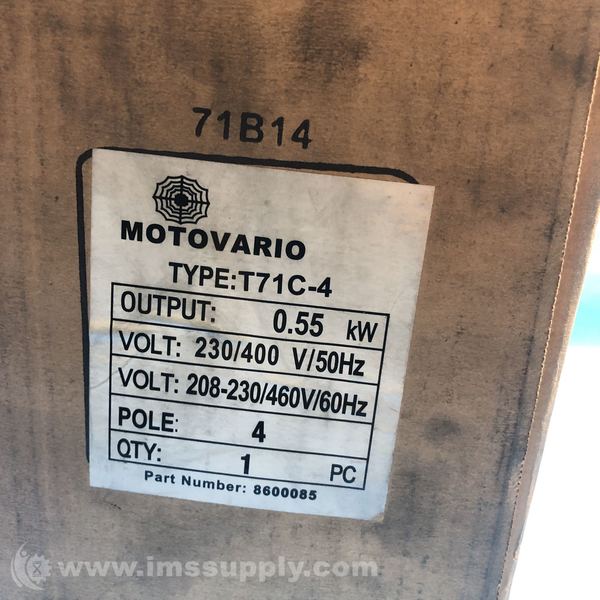 71B14
MOTOVARIO
TYPE:T71C-4
OUTPUT: 0.55 kW
VOLT: 230/400 V/50Hz
VOLT: 208-230/460V/60Hz
POLE: 4
QTY: 1 PC
Part Number: 8600085
www.imssupply.com